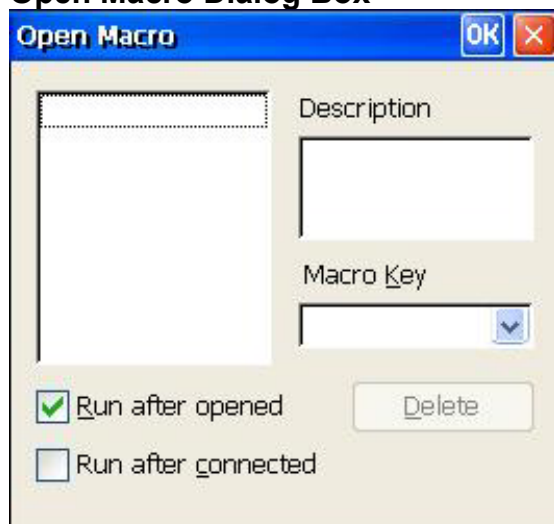 Open Macro Dialog Box
Open Macro OK
Description
Macro Key
Run after opened
Delete
Run after connected